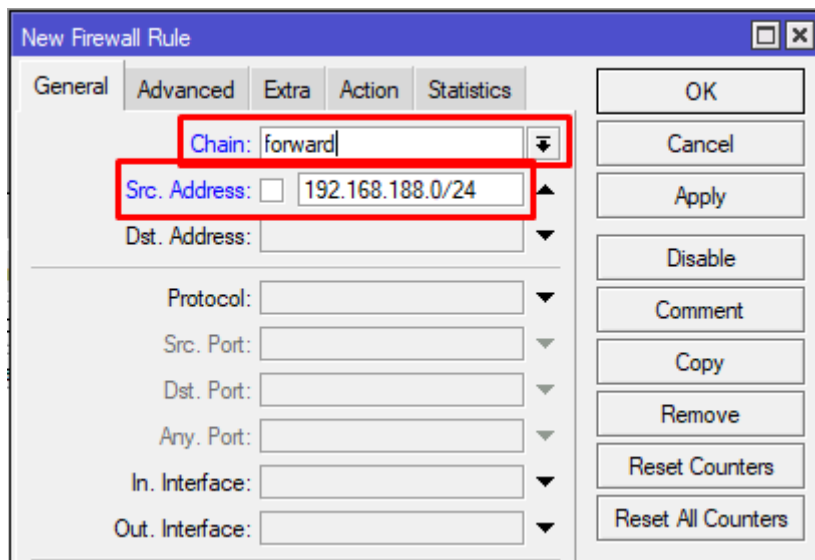 New Firewall Rule
General Advanced Extra Action Statistics
Chain: forward
Src. Address: 192.168.188.0/24
Dst. Address:
Protocol:
Src. Port:
Dst. Port:
Any. Port:
In. Interface:
Out. Interface:
OK
Cancel
Apply
Disable
Comment
Copy
Remove
Reset Counters
Reset All Counters